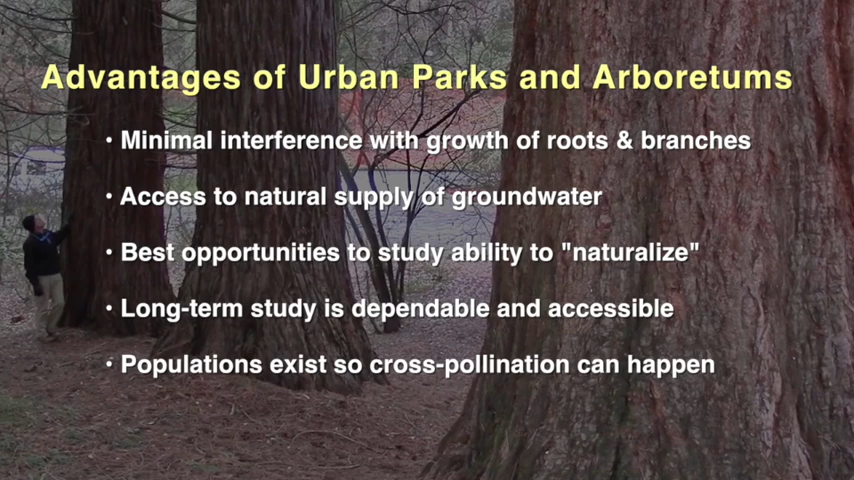 Advantages of Urban Parks and Arboretums
• Minimal interference with growth of roots & branches
• Access to natural supply of groundwater
• Best opportunities to study ability to "naturalize"
• Long-term study is dependable and accessible
• Populations exist so cross-pollination can happen